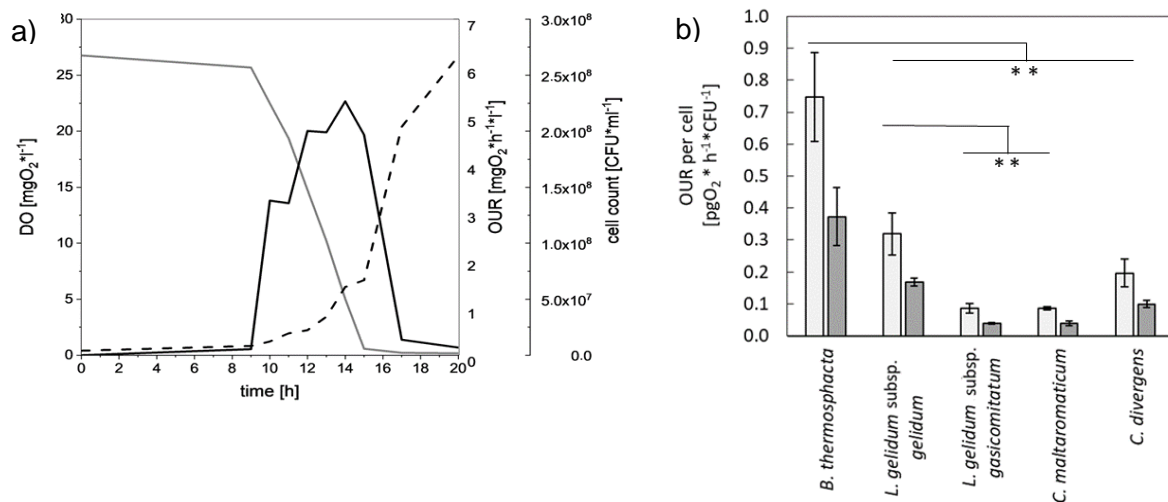 a)
30
25
20
15
10
5
0
DO [mgO₂*l⁻¹]
0 2 4 6 8 10 12 14 16 18 20
time [h]
7
6
5
4
3
2
1
0
OUR [mgO₂*h⁻¹*l⁻¹]
3.0x10⁸
2.5x10⁸
2.0x10⁸
1.5x10⁸
1.0x10⁸
5.0x10⁷
0.0
cell count [CFU*ml⁻¹]
b)
1.0
0.9
0.8
0.7
0.6
0.5
0.4
0.3
0.2
0.1
0.0
OUR per cell
[pgO₂ * h⁻¹*CFU⁻¹]
**
**
B. thermosphacta
L. gelidum subsp.
gelidum
L. gelidum subsp.
gasicomitatum
C. maltaromaticum
C. divergens